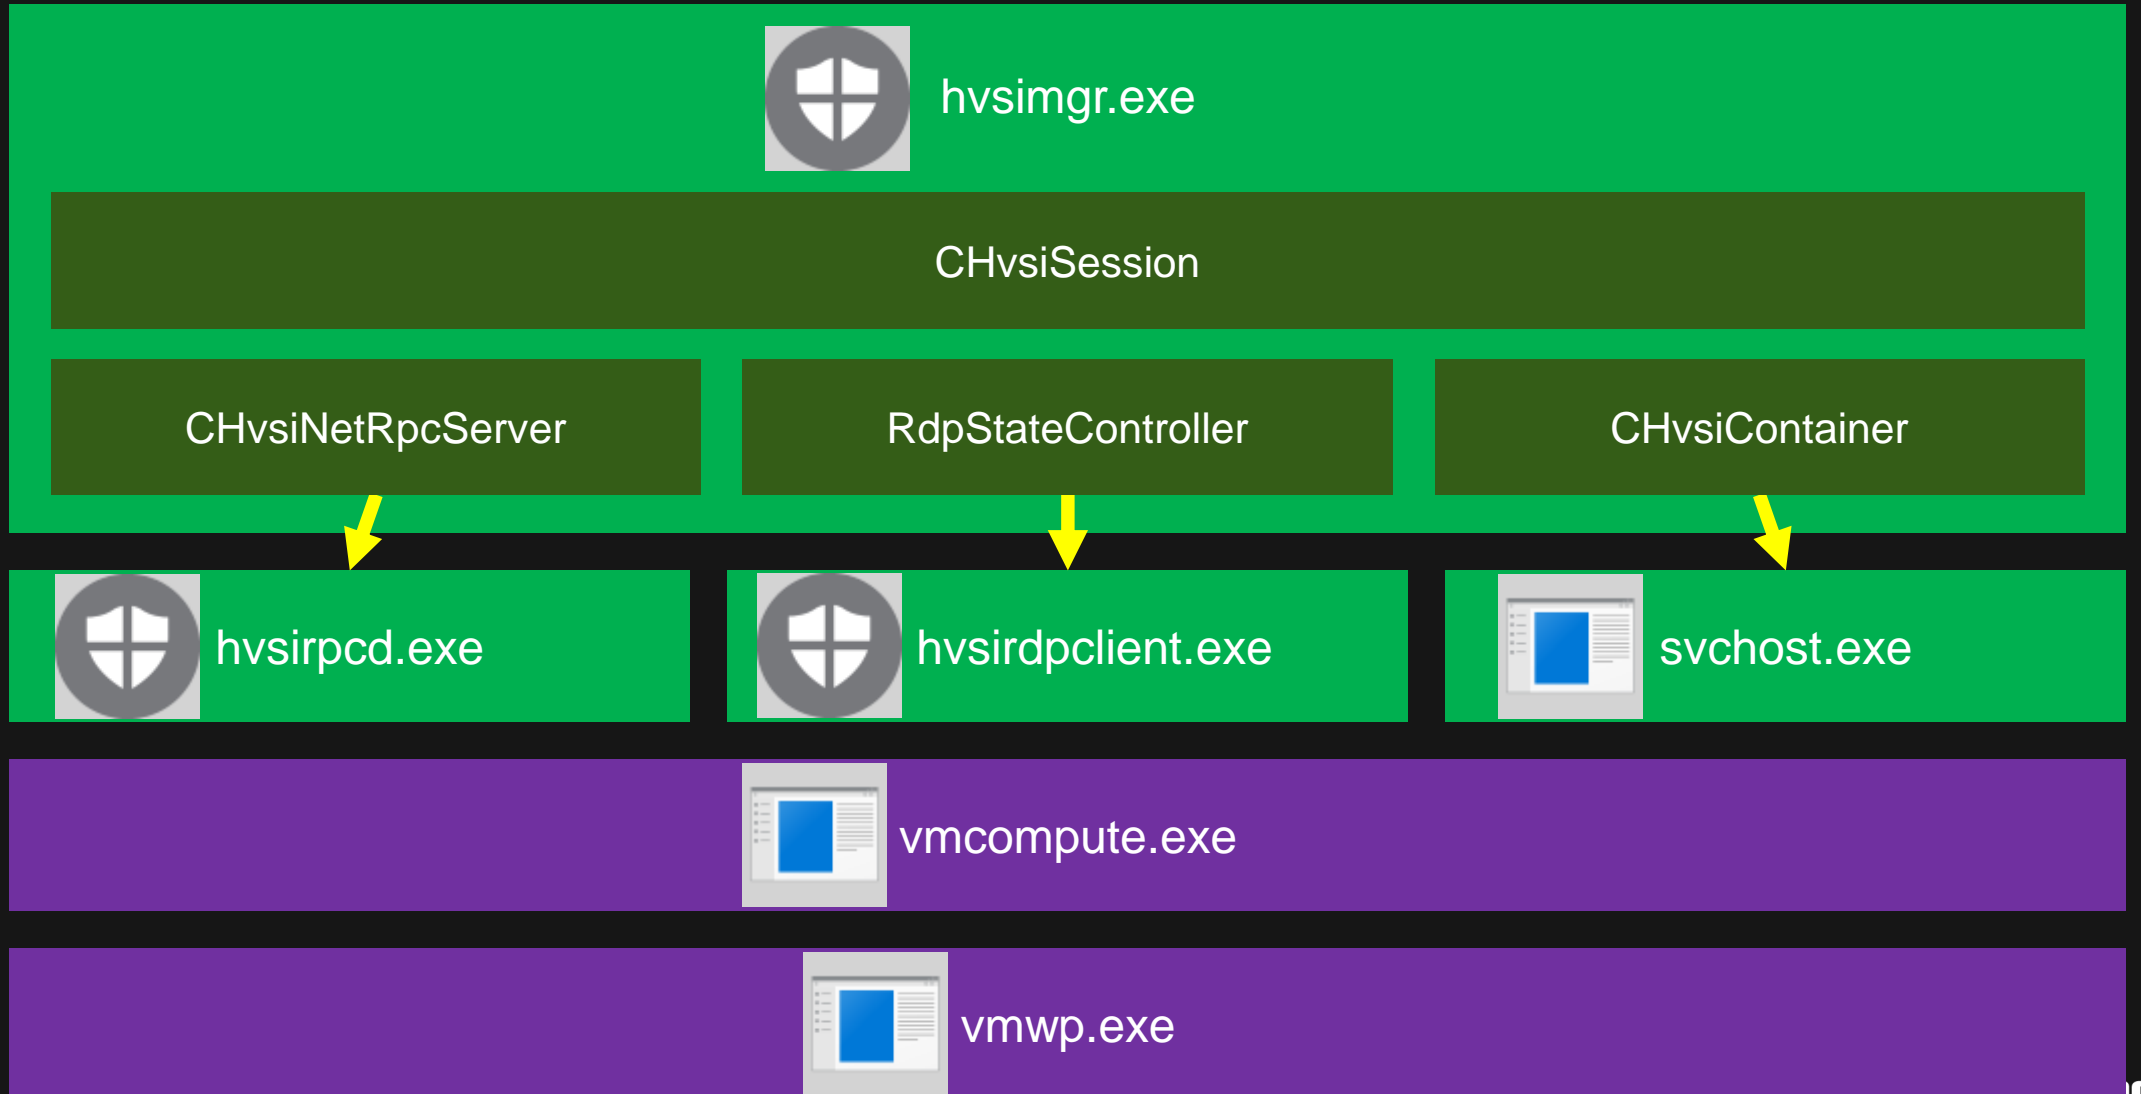 hvsimgr.exe
CHvsiSession
CHvsiNetRpcServer
RdpStateController
CHvsiContainer
hvsirpcd.exe
hvsirdpclient.exe
svchost.exe
vmcompute.exe
vmwp.exe